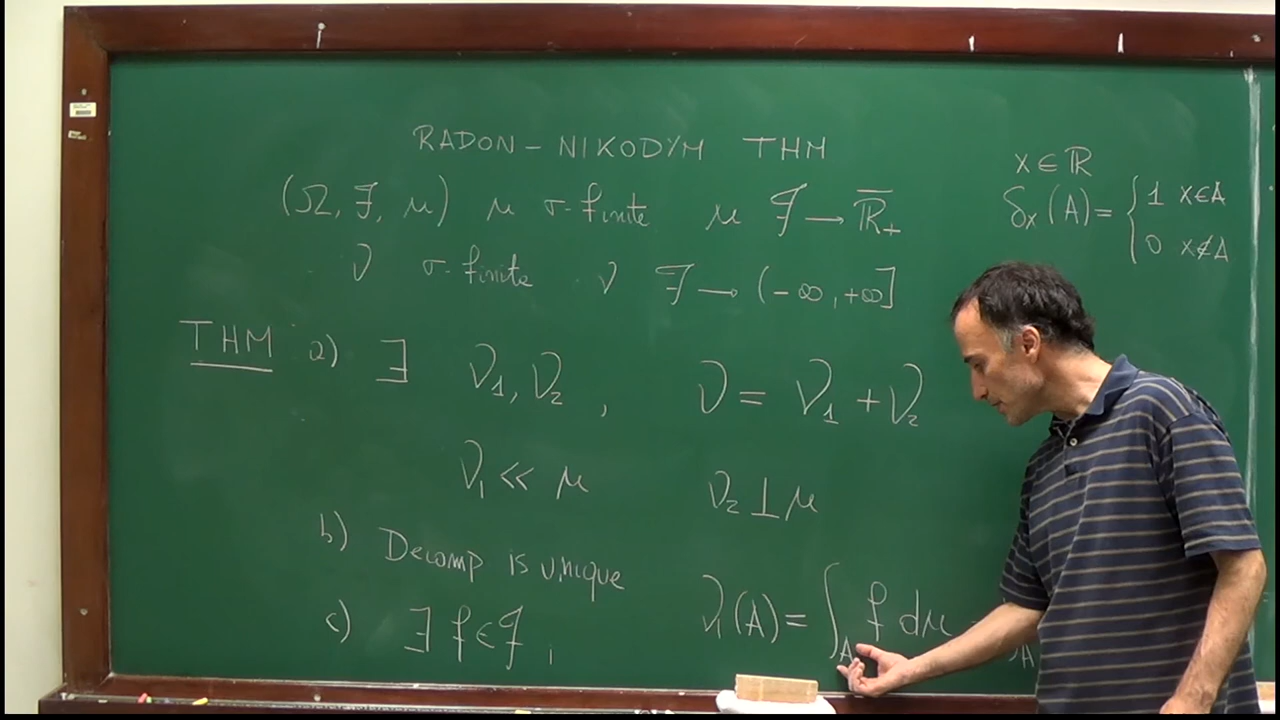 RADON-NIKODYM THM
(Ω, ℱ, μ) μ σ-finite μ ℱ → ℝ̅₊
ν σ-finite ν ℱ → (-∞, +∞]
x ∈ ℝ
δₓ(A) = { 1 x∈A
0 x∉A
THM a) ∃ ν₁, ν₂, ν = ν₁ + ν₂
ν₁ << μ ν₂ ⊥ μ
b) Decomp is unique
c) ∃ f ∈ ℱ, ν₁(A) = ∫_A f dμ